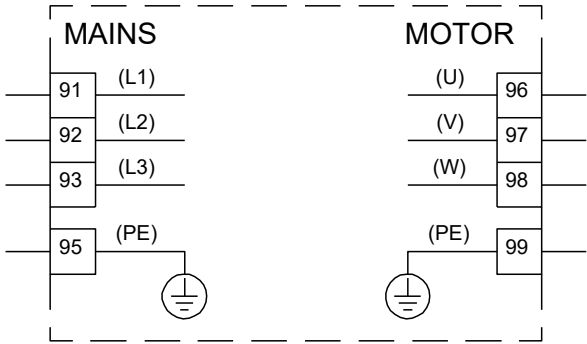 MAINS MOTOR
91 (L1) (U) 96
92 (L2) (V) 97
93 (L3) (W) 98
95 (PE) (PE) 99